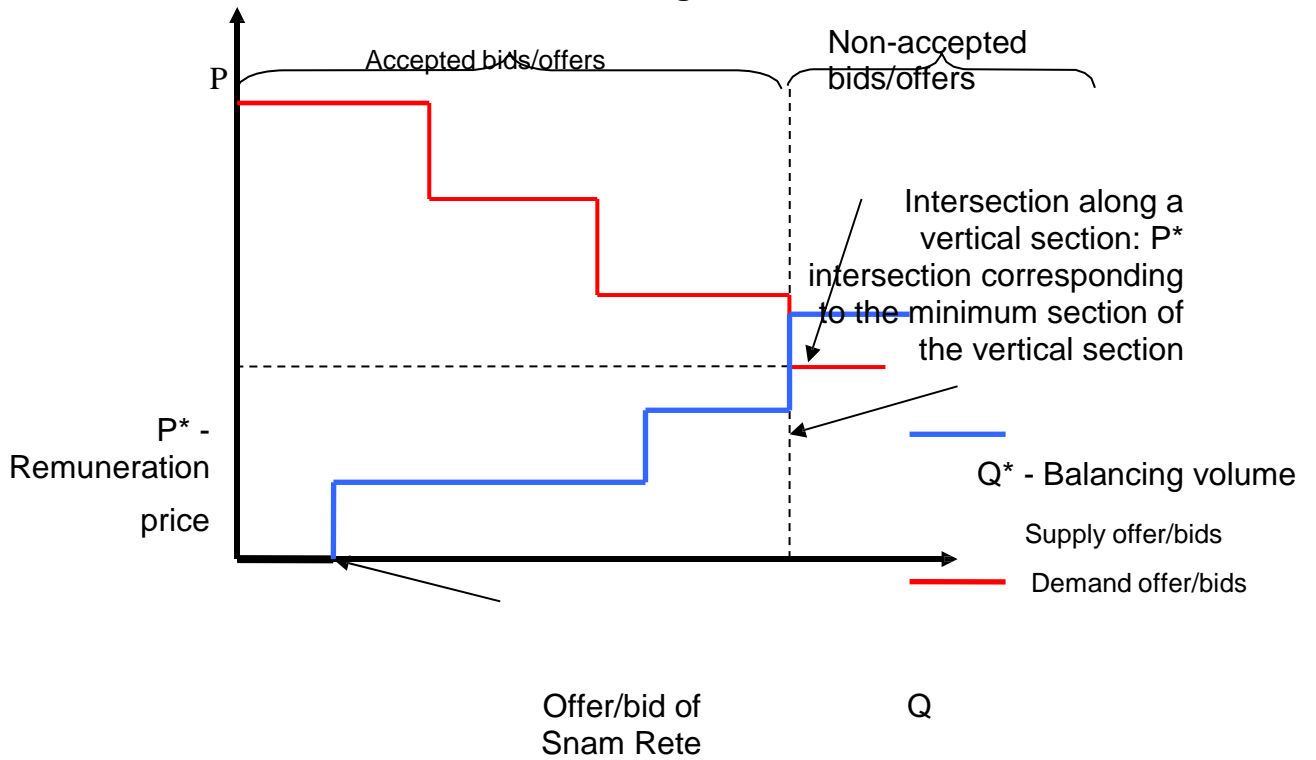 Accepted bids/offers
Non-accepted
bids/offers
P
Intersection along a
vertical section: P*
intersection corresponding
to the minimum section of
the vertical section
P* -
Remuneration
price
Q* - Balancing volume
Supply offer/bids
Demand offer/bids
Offer/bid of
Snam Rete
Q